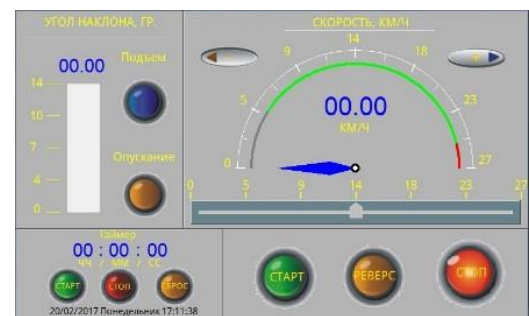 УГОЛ НАКЛОНА, ГР.
00.00
Подъем
14
10
7
4
0
Опускание
СКОРОСТЬ, КМ/Ч
-
+
0
5
9
14
18
23
27
00.00
КМ/Ч
0 5 9 14 18 23 27
Таймер
00 : 00 : 00
ЧЧ / ММ / СС
СТАРТ СТОП СБРОС
20/02/2017 Понедельник 17:11:38
СТАРТ РЕВЕРС СТОП